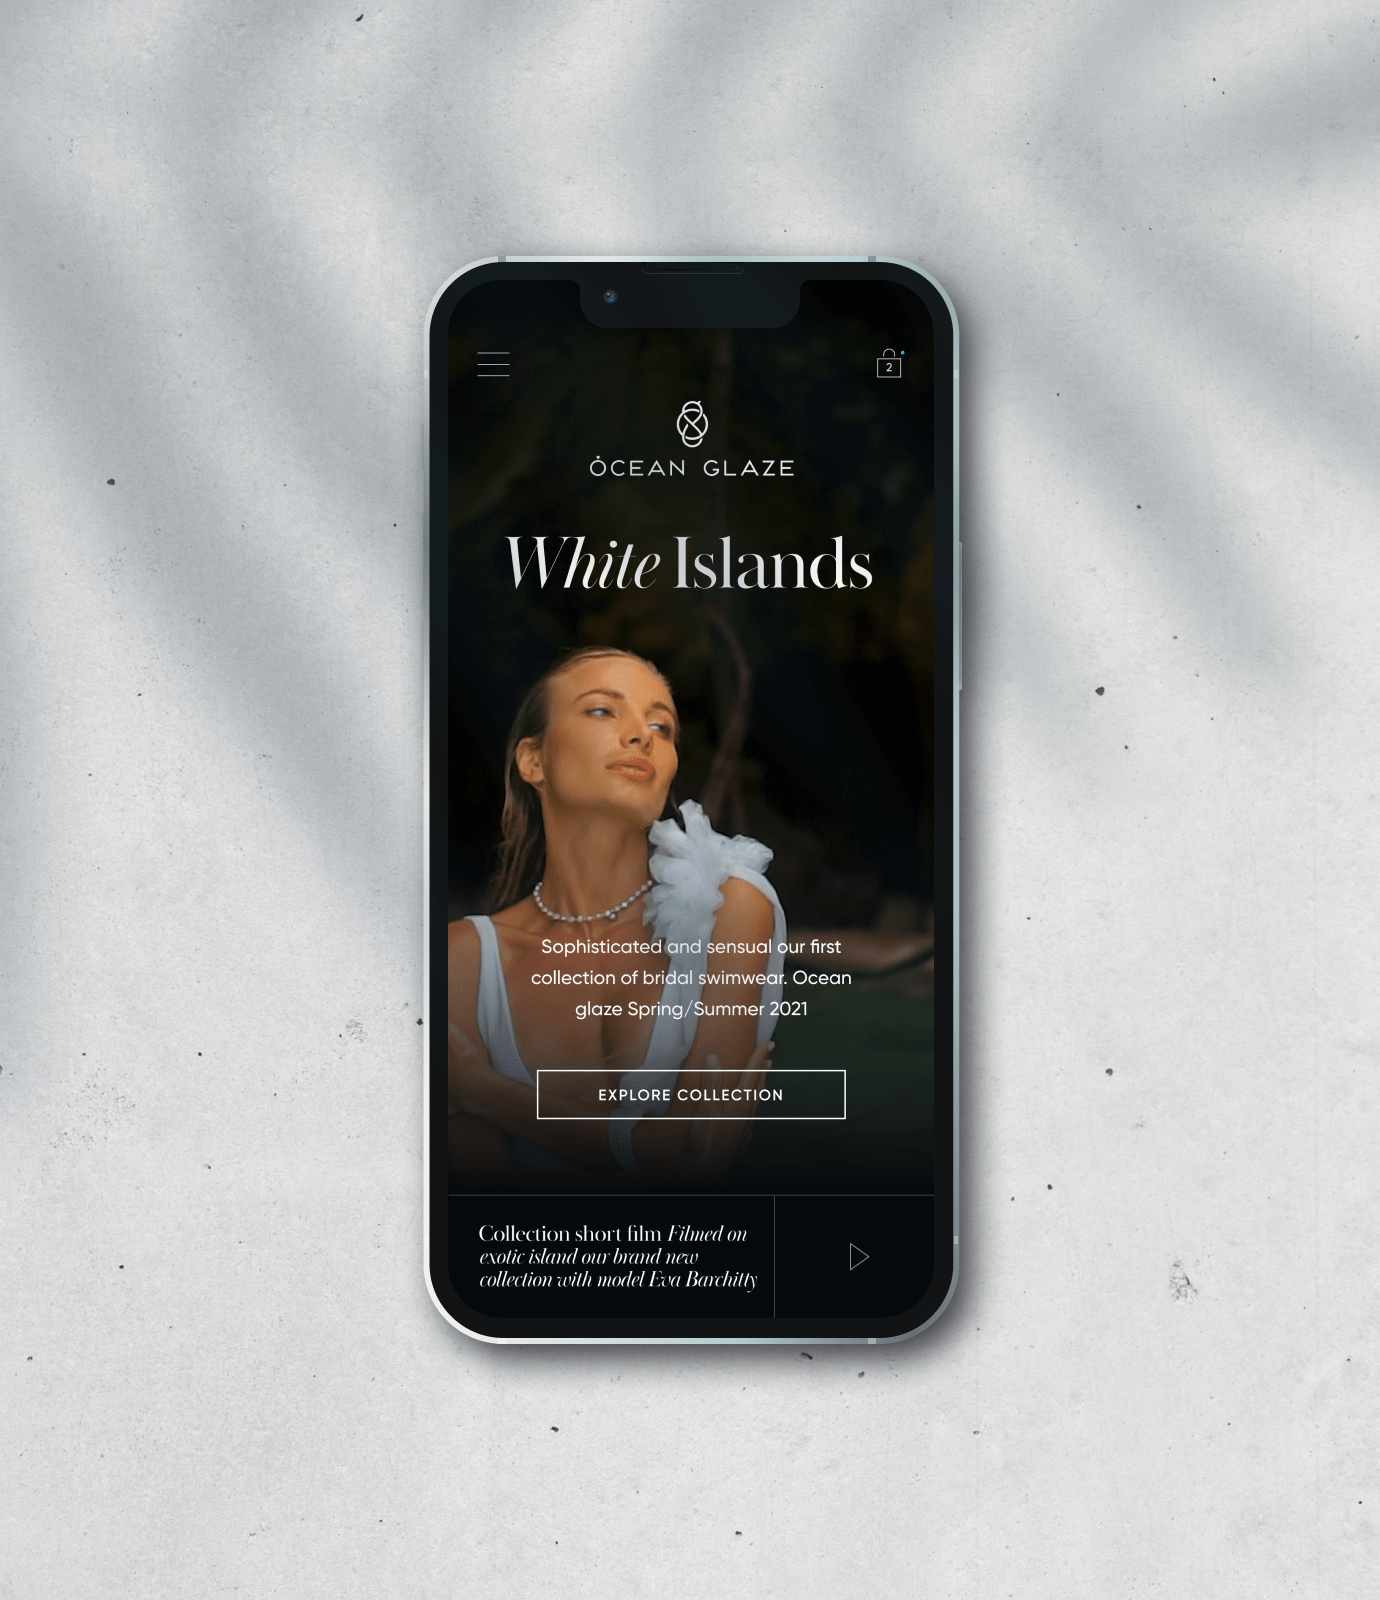 2
ÒCEAN GLAZE
White Islands
Sophisticated and sensual our first
collection of bridal swimwear. Ocean
glaze Spring/Summer 2021
EXPLORE COLLECTION
Collection short film Filmed on
exotic island our brand new
collection with model Eva Barchitty